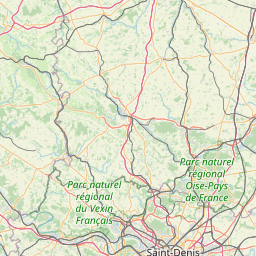 Parc naturel
régional
Oise-Pays
de France
Parc naturel
régional
du Vexin
Français
Saint-Denis